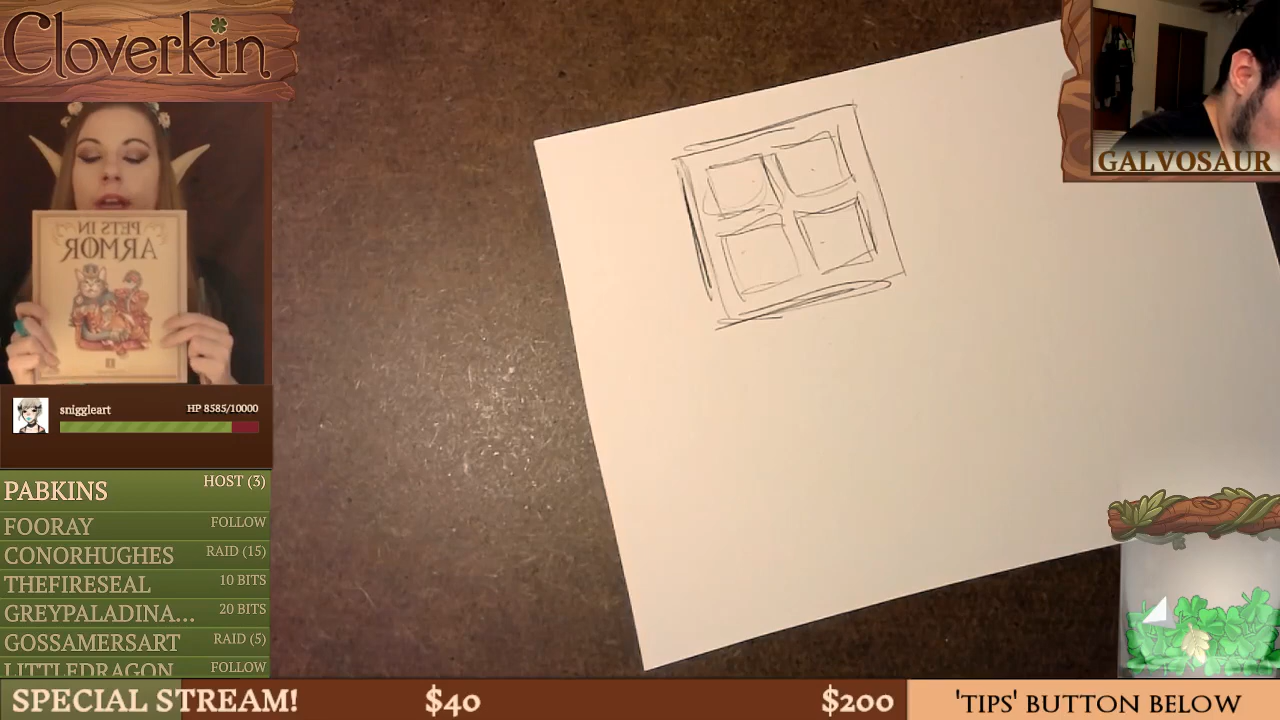 Cloverkin
PETS IN
ARMOR
sniggleart
HP 8585/10000
PABKINS
HOST (3)
FOORAY
FOLLOW
CONORHUGHES
RAID (15)
THEFIRESEAL
10 BITS
GREYPALADINA...
20 BITS
GOSSAMERSART
RAID (5)
LITTLEDRAGON
FOLLOW
GALVOSAUR
SPECIAL STREAM!
$40
$200
'TIPS' BUTTON BELOW